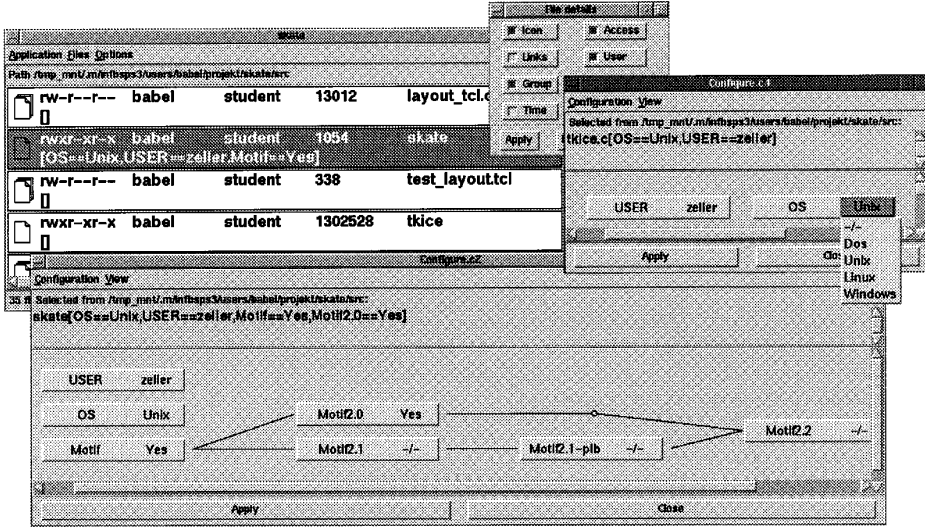 File details
Icon Access
Links User
Group
Time
Apply
skate
Application Files Options
Path /tmp_mnt/.m/infbsps3/users/babel/projekt/skate/src
rw-r--r-- babel student 13012 layout_tcl.c
[]
rwxr-xr-x babel student 1054 skate
[OS==Unix,USER==zeller,Motif==Yes]
rw-r--r-- babel student 338 test_layout.tcl
[]
rwxr-xr-x babel student 1302528 tkice
[]
35 fi
Configure.c1
Configuration View
Selected from /tmp_mnt/.m/infbsps3/users/babel/projekt/skate/src:
tkice.c[OS==Unix,USER==zeller]
USER zeller OS Unix
-/-
Dos
Unix
Linux
Windows
Apply Clo
Configure.c2
Configuration View
Selected from /tmp_mnt/.m/infbsps3/users/babel/projekt/skate/src:
skate[OS==Unix,USER==zeller,Motif==Yes,Motif2.0==Yes]
USER zeller
OS Unix
Motif Yes
Motif2.0 Yes
Motif2.1 -/-
Motif2.1-plb -/-
Motif2.2 -/-
Apply Close